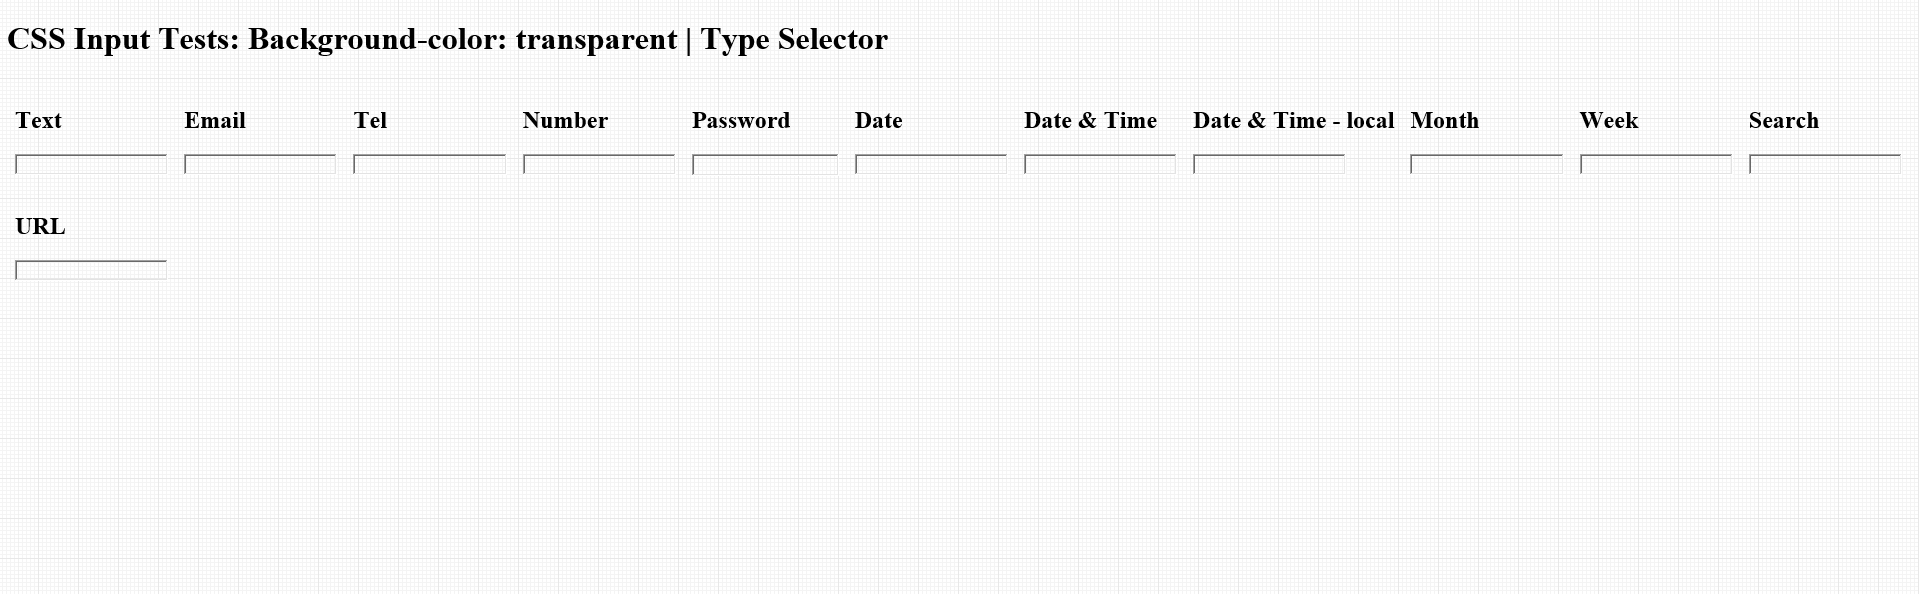 CSS Input Tests: Background-color: transparent | Type Selector
Text Email Tel Number Password Date Date & Time Date & Time - local Month Week Search
URL